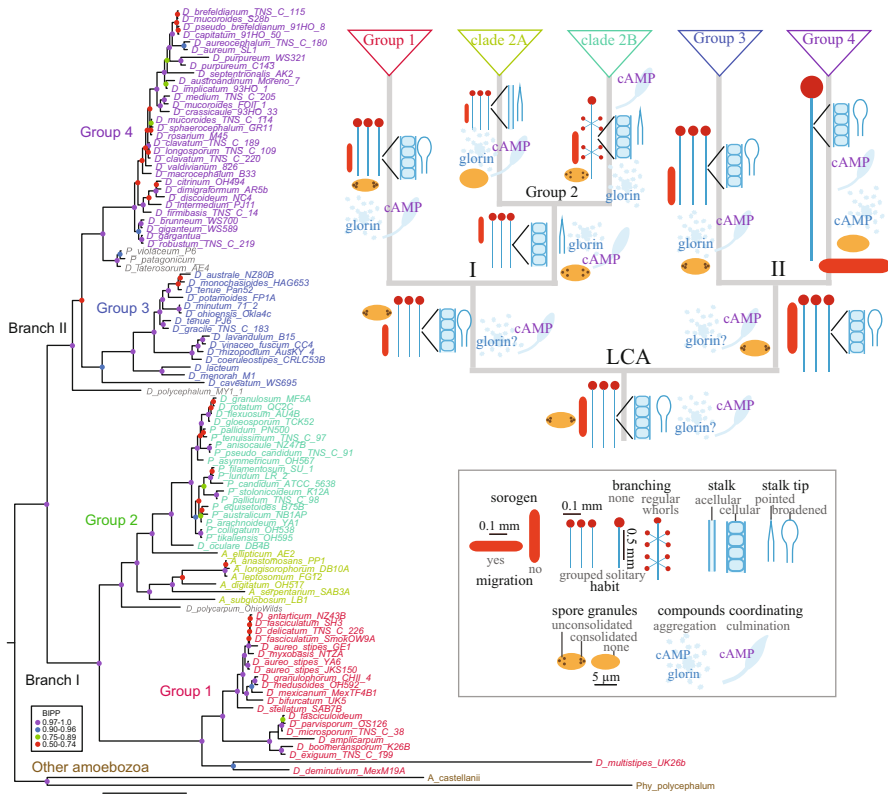 D_brefeldianum_TNS_C_115
D_mucoroides_S28b
D_pseudo_brefeldianum_91HO_8
D_capitatum_91HO_50
D_aureocephalum_TNS_C_180
D_aureum_SL1
D_purpureum_WS321
D_purpureum_C143
D_septentrionalis_AK2
D_austroandinum_Moreno_7
D_implicatum_93HO_1
D_medium_TNS_C_205
D_mucoroides_FOII_1
D_crassicaule_93HO_33
D_mucoroides_TNS_C_114
D_sphaerocephalum_GR11
D_rosarium_M45
D_clavatum_TNS_C_189
D_longosporum_TNS_C_109
D_clavatum_TNS_C_220
D_valdivianum_826
D_macrocephalum_B33
D_citrinum_OH494
D_dimigraformum_AR5b
D_discoideum_NC4
D_intermedium_PJ11
D_firmibasis_TNS_C_14
D_brunneum_WS700
D_giganteum_WS589
D_gargantua
D_robustum_TNS_C_219
P_violaceum_P6
P_patagonicum
D_laterosorum_AE4
Group 4
D_australe_NZ80B
D_monochasioides_HAG653
D_tenue_Pan52
D_potamoides_FP1A
D_minutum_71_2
D_ohioensis_Okla4c
D_tenue_PJ6
D_gracile_TNS_C_183
D_lavandulum_B15
D_vinaceo_fuscum_CC4
D_rhizopodium_AusKY_4
D_coeruleostipes_CRLC53B
D_lacteum
D_menorah_M1
D_caveatum_WS695
D_polycephalum_MY1_1
Group 3
Branch II
D_granulosum_MF5A
D_rotatum_QC2C
D_flexuosum_AU4B
D_gloeosporum_TCK52
P_pallidum_PN500
P_tenuissimum_TNS_C_97
P_anisocaule_NZ47B
P_pseudo_candidum_TNS_C_91
P_asymmetricum_OH567
P_filamentosum_SU_1
P_luridum_LR_2
P_candidum_ATCC_5638
P_stolonicoideum_K12A
P_pallidum_TNS_C_98
P_equisetoides_B75B
P_australicum_NB1AP
P_arachnoideum_YA1
P_colligatum_OH538
P_tikaliensis_OH595
D_oculare_DB4B
A_ellipticum_AE2
A_anastomosans_PP1
A_longisorophorum_DB10A
A_leptosomum_FG12
A_digitatum_OH517
A_serpentarium_SAB3A
A_subglobosum_LB1
D_polycarpum_OhioWilds
Group 2
D_antarticum_NZ43B
D_fasciculatum_SH3
D_delicatum_TNS_C_226
D_fasciculatum_SmokOW9A
D_aureo_stipes_GE1
D_myxobasis_NT2A
D_aureo_stipes_YA6
D_aureo_stipes_JKS150
D_granulophorum_CHII_4
D_medusoides_OH592
D_mexicanum_MexTF4B1
D_bifurcatum_UK5
D_stellatum_SAB7B
D_fasciculoideum
D_parvisporum_OS126
D_microsporum_TNS_C_38
D_amplicarpum
D_boomeransporum_K26B
D_exiguum_TNS_C_199
D_multistipes_UK26b
D_deminutivum_MexM19A
Group 1
Branch I
BIPP
0.97-1.0
0.90-0.96
0.75-0.89
0.50-0.74
Other amoebozoa
A_castellanii
Phy_polycephalum
Group 1
clade 2A
clade 2B
Group 3
Group 4
cAMP
glorin
cAMP
glorin
cAMP
Group 2
glorin
glorin
cAMP
cAMP
glorin
cAMP
cAMP
I
II
cAMP
glorin?
cAMP
glorin?
LCA
cAMP
glorin?
sorogen
0.1 mm
yes
no
migration
0.1 mm
branching
none
regular
whorls
0.5 mm
grouped
solitary
habit
stalk
acellular
cellular
stalk tip
pointed
broadened
spore granules
unconsolidated
consolidated
none
5 µm
compounds coordinating
aggregation
culmination
cAMP
glorin
cAMP